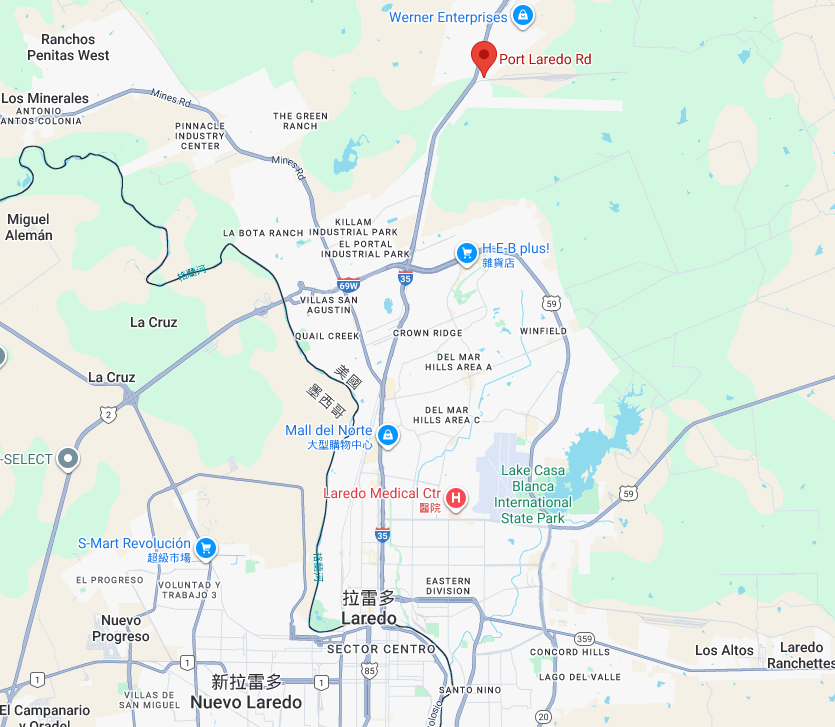 Werner Enterprises
Ranchos
Penitas West
Port Laredo Rd
Los Minerales
ANTONIO
ANTOS COLONIA
Mines Rd
THE GREEN
RANCH
PINNACLE
INDUSTRY
CENTER
Mines Rd
Miguel
Alemán
KILLAM
INDUSTRIAL PARK
LA BOTA RANCH
EL PORTAL
INDUSTRIAL PARK
H-E-B plus!
雜貨店
格蘭河
69W
35
59
VILLAS SAN
AGUSTIN
La Cruz
QUAIL CREEK
CROWN RIDGE
WINFIELD
DEL MAR
HILLS AREA A
美國
墨西哥
La Cruz
2
DEL MAR
HILLS AREA C
Mall del Norte
大型購物中心
-SELECT
Lake Casa
Blanca
International
State Park
59
Laredo Medical Ctr
醫院
H
35
S-Mart Revolución
超級市場
格蘭河
EL PROGRESO
VOLUNTAD Y
TRABAJO 3
EASTERN
DIVISION
拉雷多
Laredo
Nuevo
Progreso
359
SECTOR CENTRO
CONCORD HILLS
Los Altos
Laredo
Ranchettes
1
1
85
1
新拉雷多
Nuevo Laredo
LAGO DEL VALLE
VILLAS DE
SAN MIGUEL
SANTO NINO
El Campanario
y Oradel
olosio
20